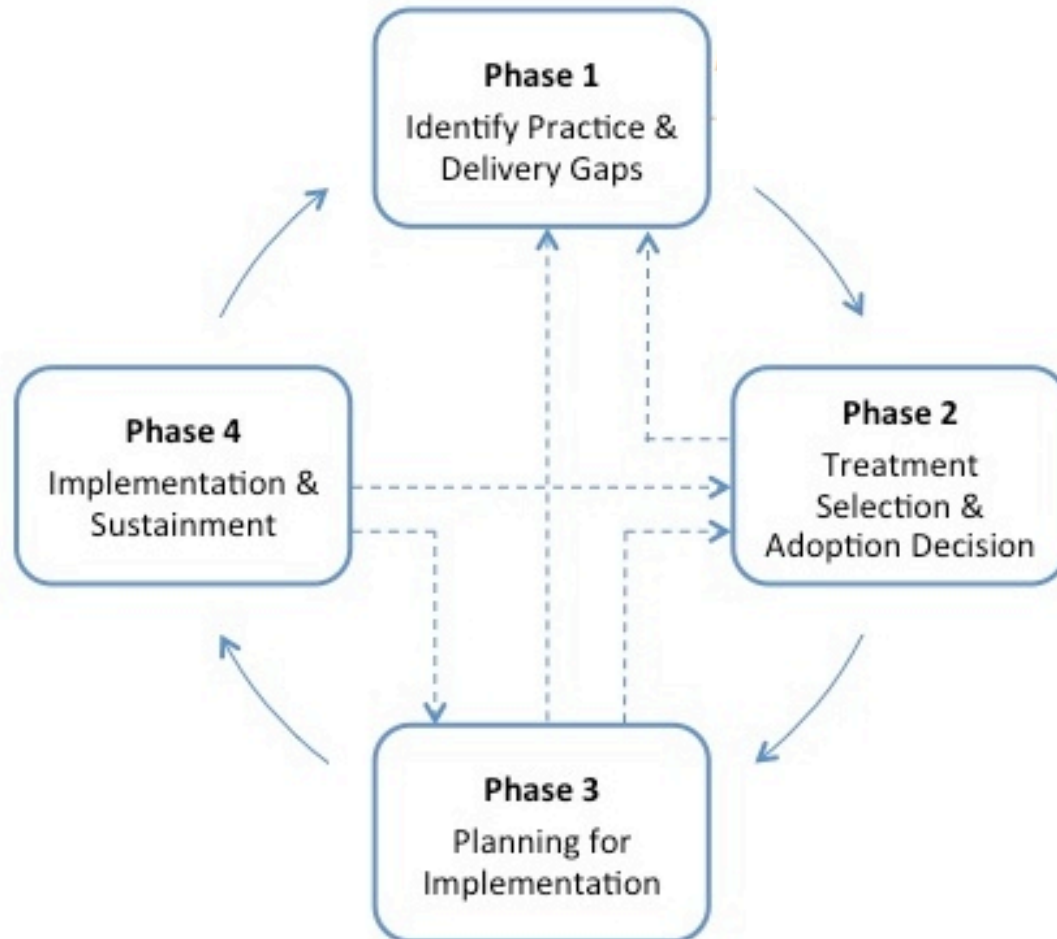 Phase 1
Identify Practice &
Delivery Gaps
Phase 2
Treatment
Selection &
Adoption Decision
Phase 3
Planning for
Implementation
Phase 4
Implementation &
Sustainment